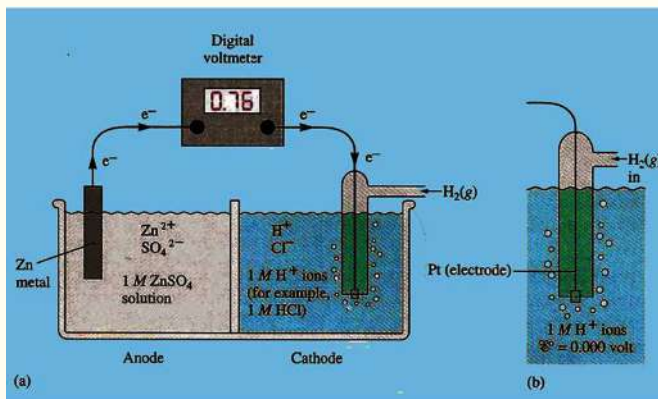 Digital
voltmeter
0.76
e⁻
e⁻
e⁻
e⁻
H₂(g)
Zn²⁺
SO₄²⁻
H⁺
Cl⁻
Zn
metal
1 M ZnSO₄
solution
1 M H⁺ ions
(for example,
1 M HCl)
Anode
Cathode
(a)
H₂(g)
in
Pt (electrode)
1 M H⁺ ions
ℰ° = 0.000 volt
(b)